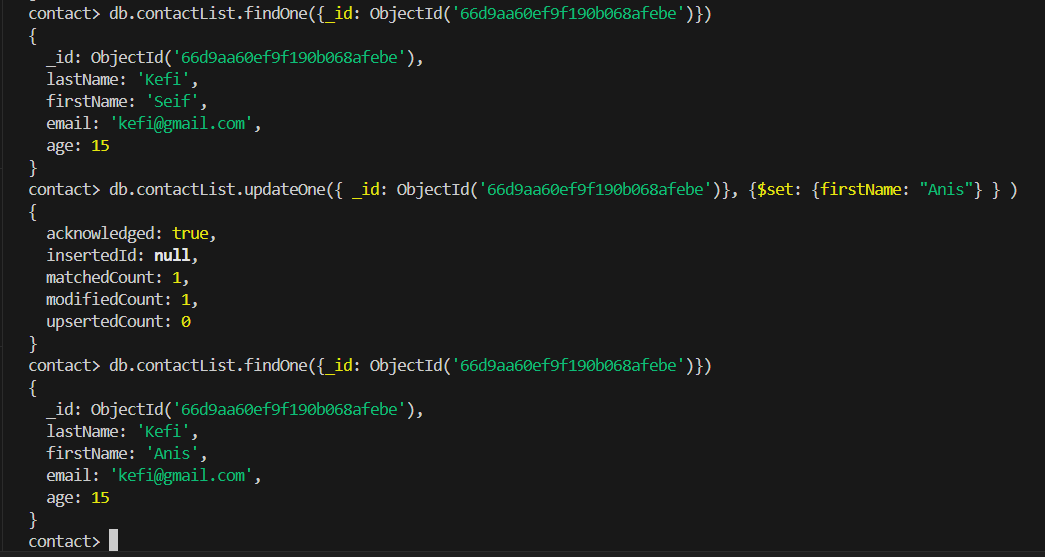 contact> db.contactList.findOne({_id: ObjectId('66d9aa60ef9f190b068afebe')})
{
  _id: ObjectId('66d9aa60ef9f190b068afebe'),
  lastName: 'Kefi',
  firstName: 'Seif',
  email: 'kefi@gmail.com',
  age: 15
}
contact> db.contactList.updateOne({ _id: ObjectId('66d9aa60ef9f190b068afebe')}, {$set: {firstName: "Anis"} } )
{
  acknowledged: true,
  insertedId: null,
  matchedCount: 1,
  modifiedCount: 1,
  upsertedCount: 0
}
contact> db.contactList.findOne({_id: ObjectId('66d9aa60ef9f190b068afebe')})
{
  _id: ObjectId('66d9aa60ef9f190b068afebe'),
  lastName: 'Kefi',
  firstName: 'Anis',
  email: 'kefi@gmail.com',
  age: 15
}
contact>